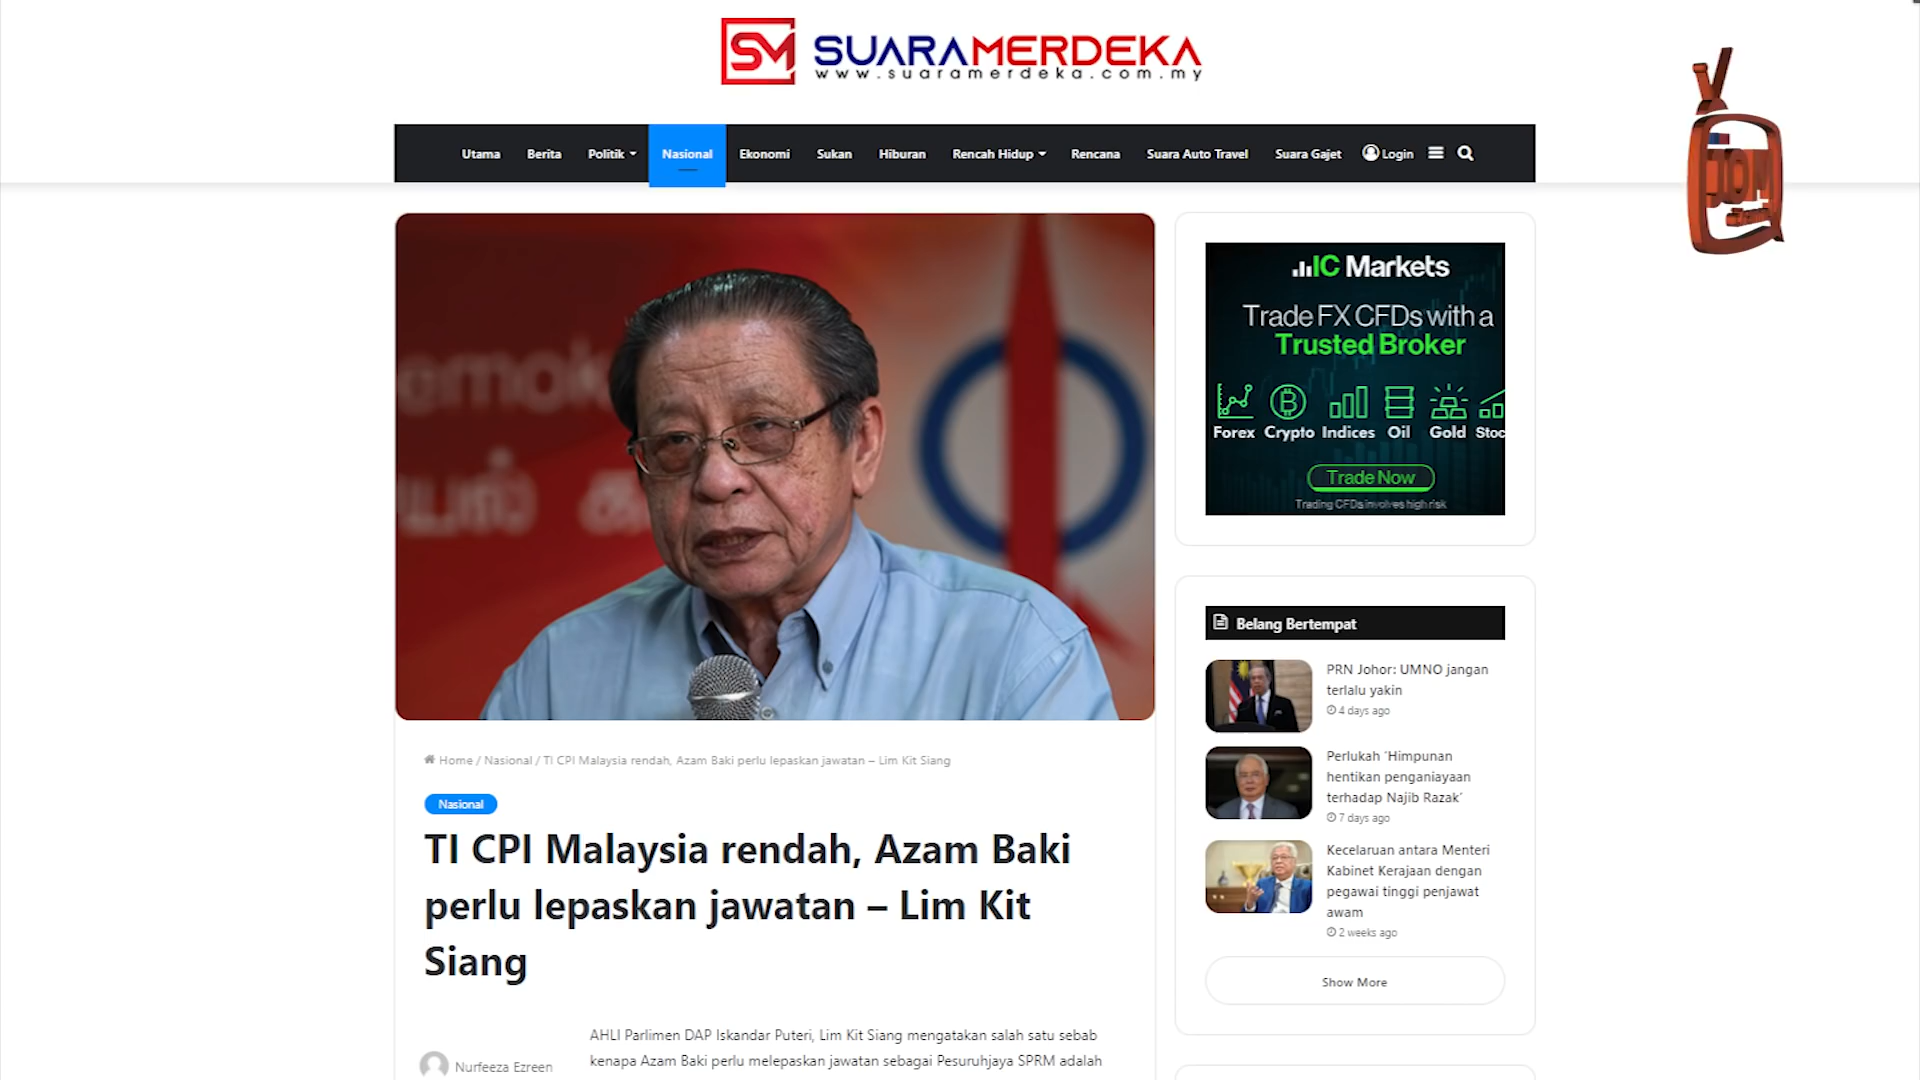 SM SUARAMERDEKA
www.suaramerdeka.com.my
Utama Berita Politik Nasional Ekonomi Sukan Hiburan Rencah Hidup Rencana Suara Auto Travel Suara Gajet Login
JOM
emok
யல் க
IC Markets
Trade FX CFDs with a
Trusted Broker
Forex Crypto Indices Oil Gold Stoc
Trade Now
Trading CFDs involves high risk
Belang Bertempat
PRN Johor: UMNO jangan
terlalu yakin
4 days ago
Perlukah ‘Himpunan
hentikan penganiayaan
terhadap Najib Razak’
7 days ago
Kecelaruan antara Menteri
Kabinet Kerajaan dengan
pegawai tinggi penjawat
awam
2 weeks ago
Show More
Home / Nasional / TI CPI Malaysia rendah, Azam Baki perlu lepaskan jawatan – Lim Kit Siang
Nasional
TI CPI Malaysia rendah, Azam Baki
perlu lepaskan jawatan – Lim Kit
Siang
Nurfeeza Ezreen
AHLI Parlimen DAP Iskandar Puteri, Lim Kit Siang mengatakan salah satu sebab
kenapa Azam Baki perlu melepaskan jawatan sebagai Pesuruhjaya SPRM adalah